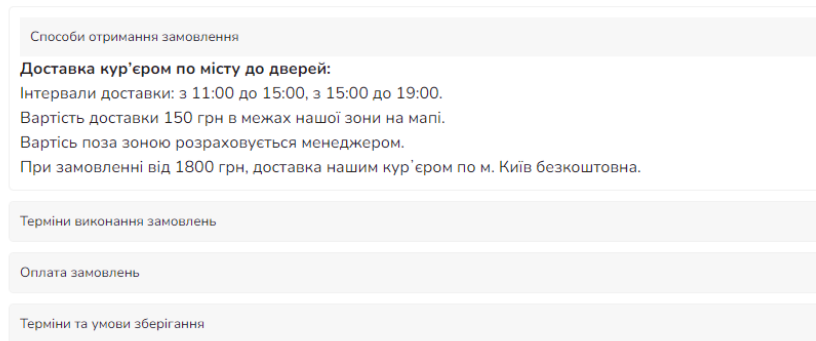 Способи отримання замовлення
Доставка кур’єром по місту до дверей:
Інтервали доставки: з 11:00 до 15:00, з 15:00 до 19:00.
Вартість доставки 150 грн в межах нашої зони на мапі.
Вартісь поза зоною розраховується менеджером.
При замовленні від 1800 грн, доставка нашим кур᾽єром по м. Київ безкоштовна.
Терміни виконання замовлень
Оплата замовлень
Терміни та умови зберігання